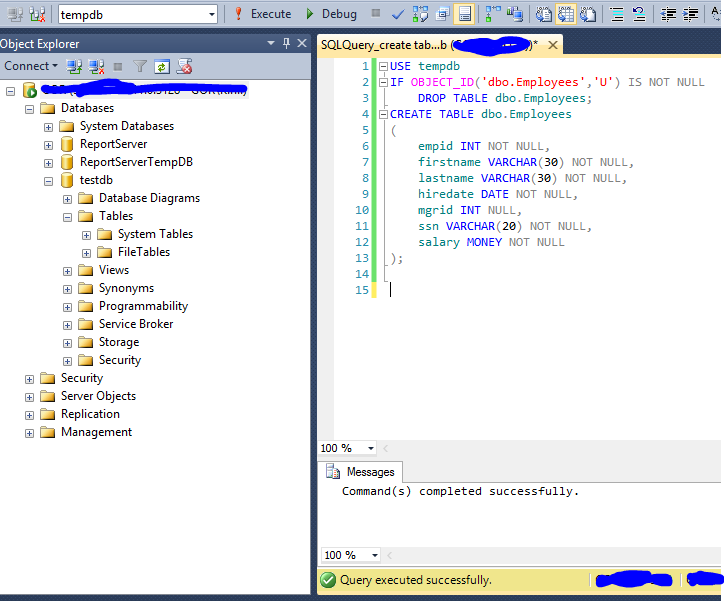 tempdb
Execute
Debug
Object Explorer
Connect
Databases
System Databases
ReportServer
ReportServerTempDB
testdb
Database Diagrams
Tables
System Tables
FileTables
Views
Synonyms
Programmability
Service Broker
Storage
Security
Security
Server Objects
Replication
Management
SQLQuery_create tab...b (
)*
1 USE tempdb
2 IF OBJECT_ID('dbo.Employees','U') IS NOT NULL
3 DROP TABLE dbo.Employees;
4 CREATE TABLE dbo.Employees
5 (
6 empid INT NOT NULL,
7 firstname VARCHAR(30) NOT NULL,
8 lastname VARCHAR(30) NOT NULL,
9 hiredate DATE NOT NULL,
10 mgrid INT NULL,
11 ssn VARCHAR(20) NOT NULL,
12 salary MONEY NOT NULL
13 );
14
15
100 %
Messages
Command(s) completed successfully.
100 %
Query executed successfully.